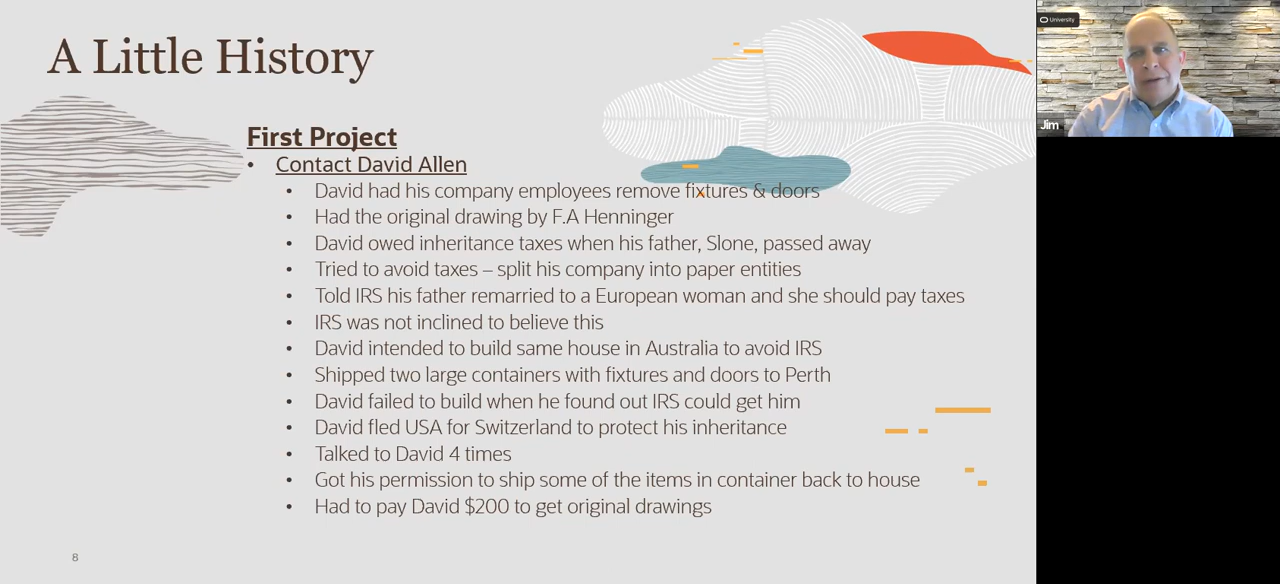 A Little History
First Project
• Contact David Allen
• David had his company employees remove fixtures & doors
• Had the original drawing by F.A Henninger
• David owed inheritance taxes when his father, Slone, passed away
• Tried to avoid taxes – split his company into paper entities
• Told IRS his father remarried to a European woman and she should pay taxes
• IRS was not inclined to believe this
• David intended to build same house in Australia to avoid IRS
• Shipped two large containers with fixtures and doors to Perth
• David failed to build when he found out IRS could get him
• David fled USA for Switzerland to protect his inheritance
• Talked to David 4 times
• Got his permission to ship some of the items in container back to house
• Had to pay David $200 to get original drawings
8
University
Jim